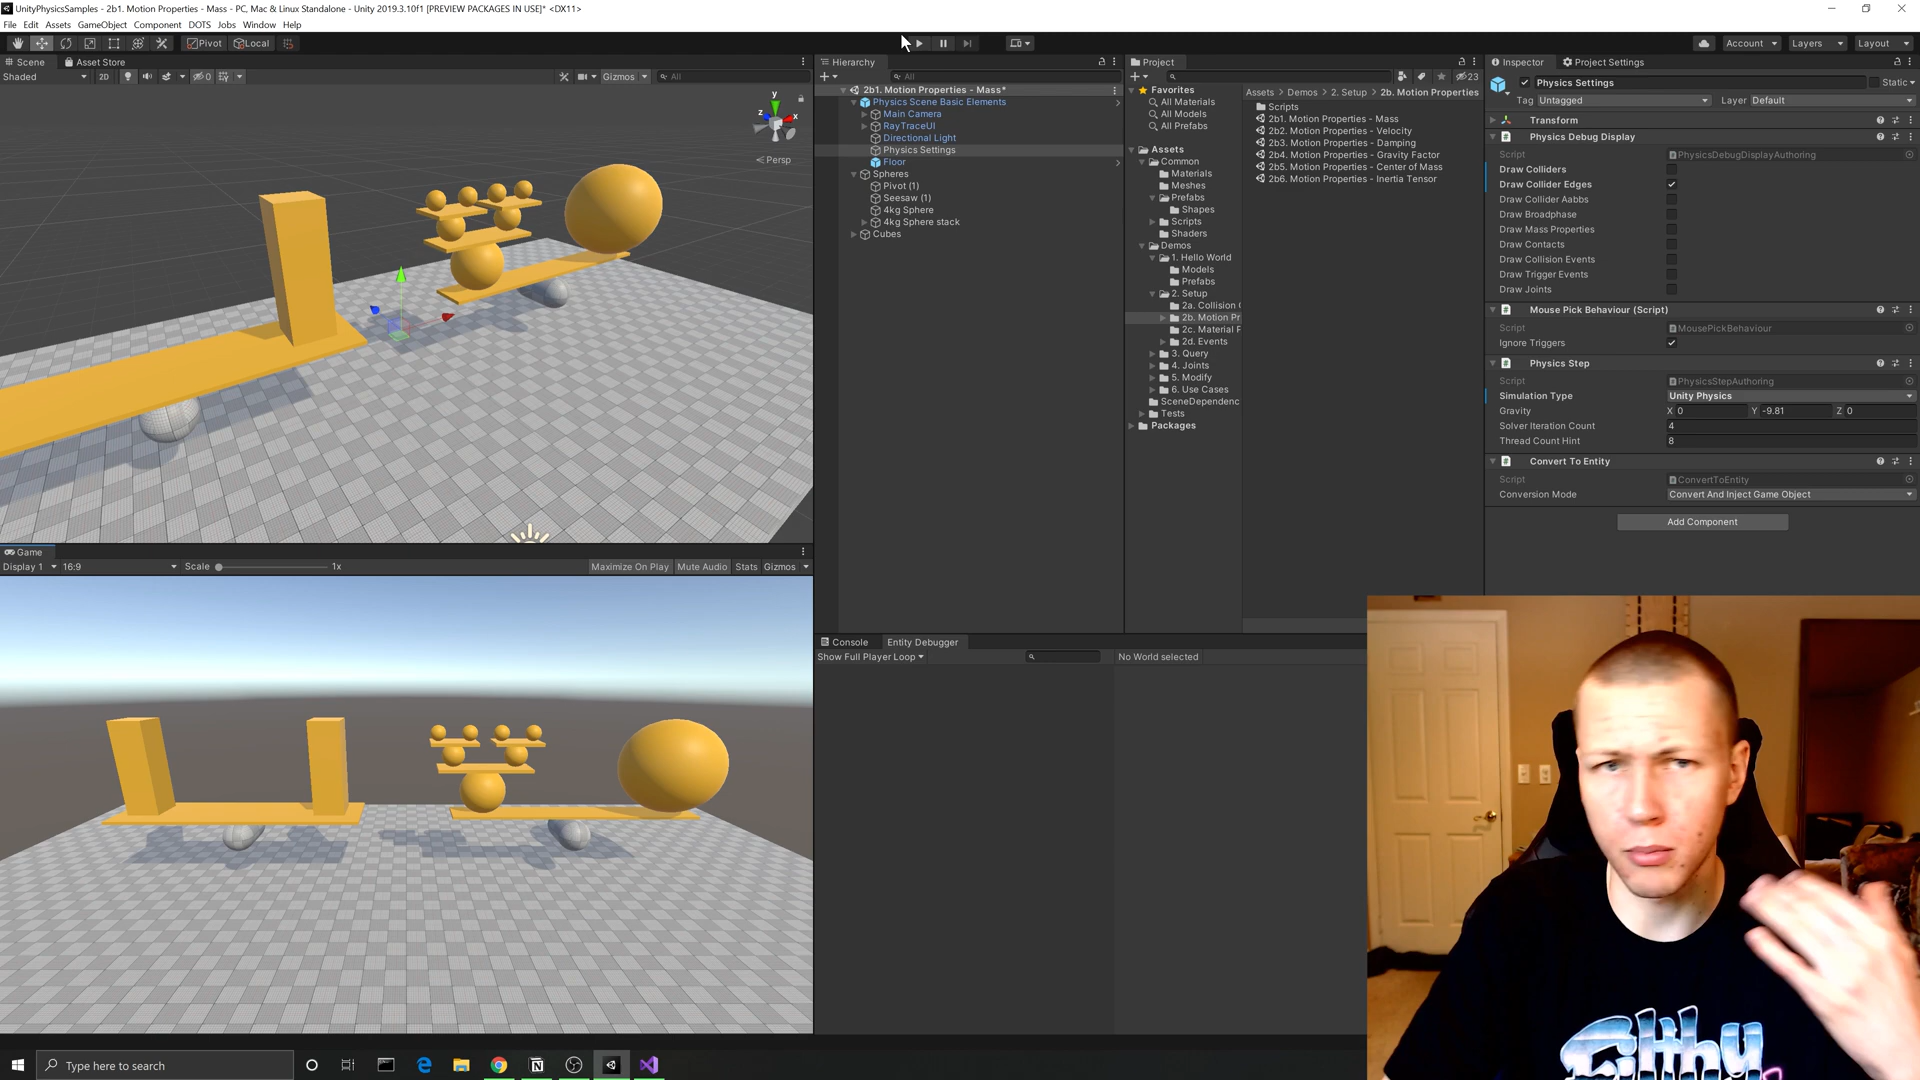 UnityPhysicsSamples - 2b1. Motion Properties - Mass - PC, Mac & Linux Standalone - Unity 2019.3.10f1 [PREVIEW PACKAGES IN USE]* <DX11>
File Edit Assets GameObject Component DOTS Jobs Window Help
Pivot Local Account Layers Layout
Scene Asset Store
Shaded 2D 0 Gizmos All
y
z x
Persp
Game
Display 1 16:9 Scale 1x Maximize On Play Mute Audio Stats Gizmos
Hierarchy
All
2b1. Motion Properties - Mass*
Physics Scene Basic Elements
Main Camera
RayTraceUI
Directional Light
Physics Settings
Floor
Spheres
Pivot (1)
Seesaw (1)
4kg Sphere
4kg Sphere stack
Cubes
Project
23
Favorites
All Materials
All Models
All Prefabs
Assets
Common
Materials
Meshes
Prefabs
Shapes
Scripts
Shaders
Demos
1. Hello World
Models
Prefabs
2. Setup
2a. Collision
2b. Motion Pr
2c. Material P
2d. Events
3. Query
4. Joints
5. Modify
6. Use Cases
SceneDependenc
Tests
Packages
Assets Demos 2. Setup 2b. Motion Properties
Scripts
2b1. Motion Properties - Mass
2b2. Motion Properties - Velocity
2b3. Motion Properties - Damping
2b4. Motion Properties - Gravity Factor
2b5. Motion Properties - Center of Mass
2b6. Motion Properties - Inertia Tensor
Inspector Project Settings
Physics Settings Static
Tag Untagged Layer Default
Transform
Physics Debug Display
Script PhysicsDebugDisplayAuthoring
Draw Colliders
Draw Collider Edges
Draw Collider Aabbs
Draw Broadphase
Draw Mass Properties
Draw Contacts
Draw Collision Events
Draw Trigger Events
Draw Joints
Mouse Pick Behaviour (Script)
Script MousePickBehaviour
Ignore Triggers
Physics Step
Script PhysicsStepAuthoring
Simulation Type Unity Physics
Gravity X 0 Y -9.81 Z 0
Solver Iteration Count 4
Thread Count Hint 8
Convert To Entity
Script ConvertToEntity
Conversion Mode Convert And Inject Game Object
Add Component
Console Entity Debugger
Show Full Player Loop No World selected
Filthy
Type here to search